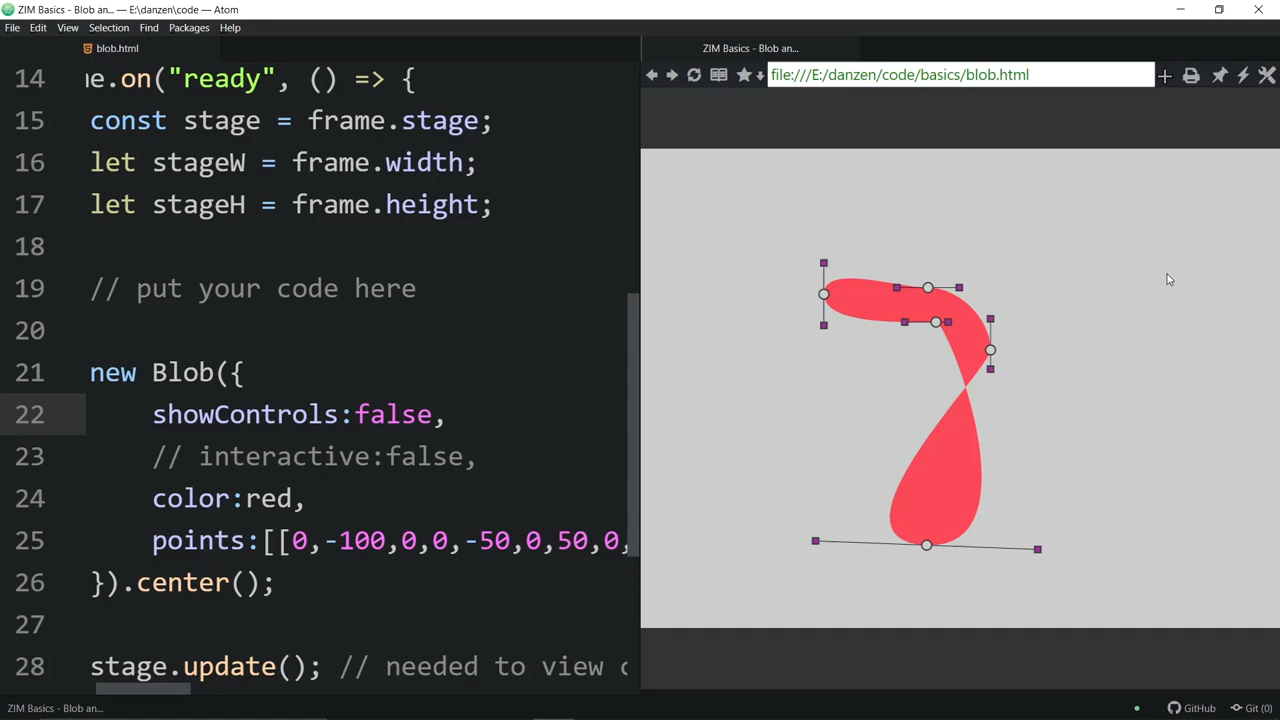 ZIM Basics - Blob an... — E:\danzen\code — Atom
File Edit View Selection Find Packages Help
blob.html
ZIM Basics - Blob an...
file:///E:/danzen/code/basics/blob.html
14 me.on("ready", () => {
15 const stage = frame.stage;
16 let stageW = frame.width;
17 let stageH = frame.height;
18
19 // put your code here
20
21 new Blob({
22 showControls:false,
23 // interactive:false,
24 color:red,
25 points:[[0,-100,0,0,-50,0,50,0,
26 }).center();
27
28 stage.update(); // needed to view
ZIM Basics - Blob an...
GitHub Git (0)